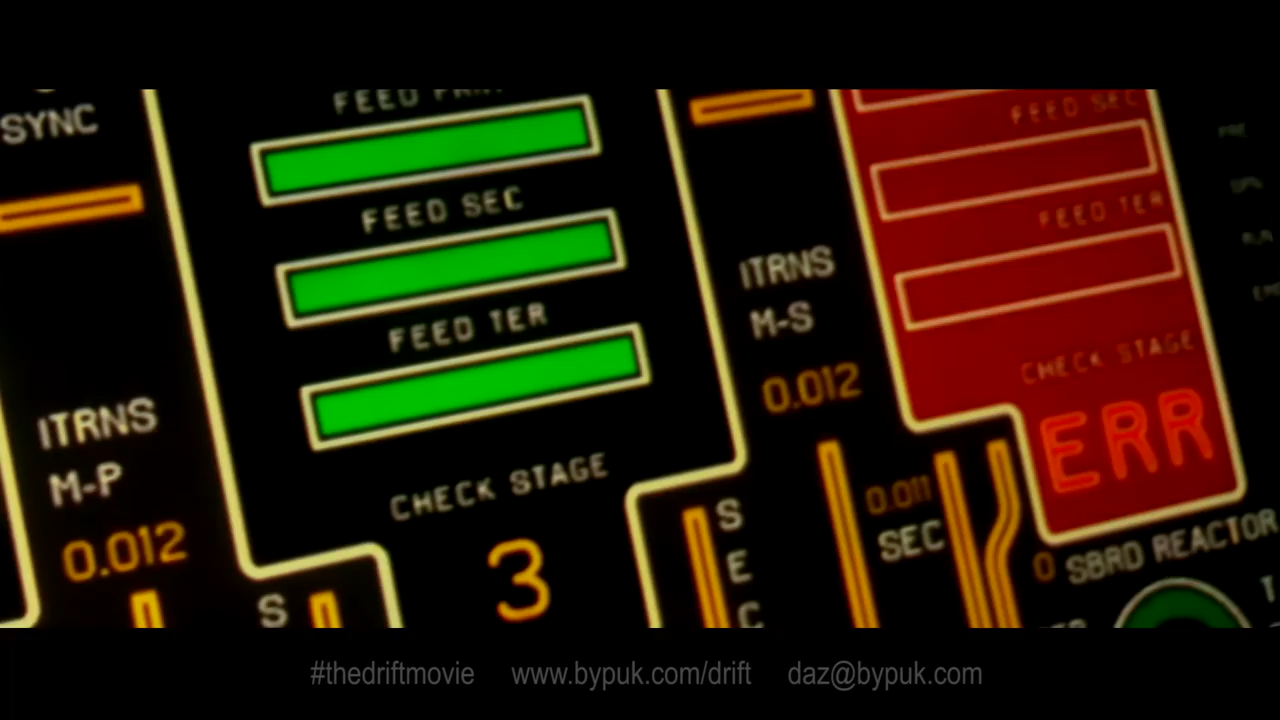 SYNC
ITRNS
M-P
0.012
S
FEED
FEED SEC
FEED TER
CHECK STAGE
3
S
E
C
ITRNS
M-S
0.012
0.011
SEC
FEED SEC
FEED TER
CHECK STAGE
ERR
0 SBRD REACTOR
#thedriftmovie www.bypuk.com/drift daz@bypuk.com